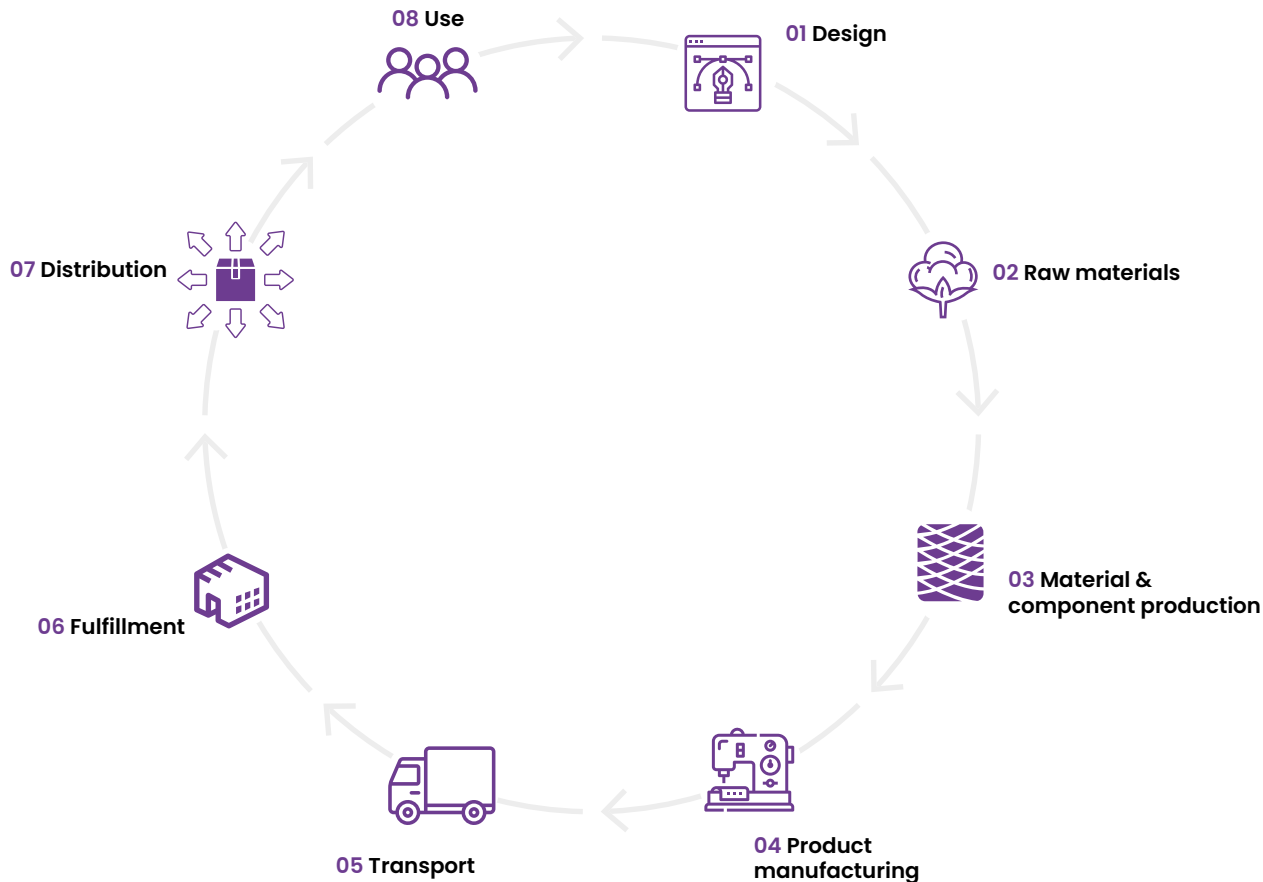 08 Use
01 Design
07 Distribution
02 Raw materials
03 Material &
component production
06 Fulfillment
04 Product
manufacturing
05 Transport